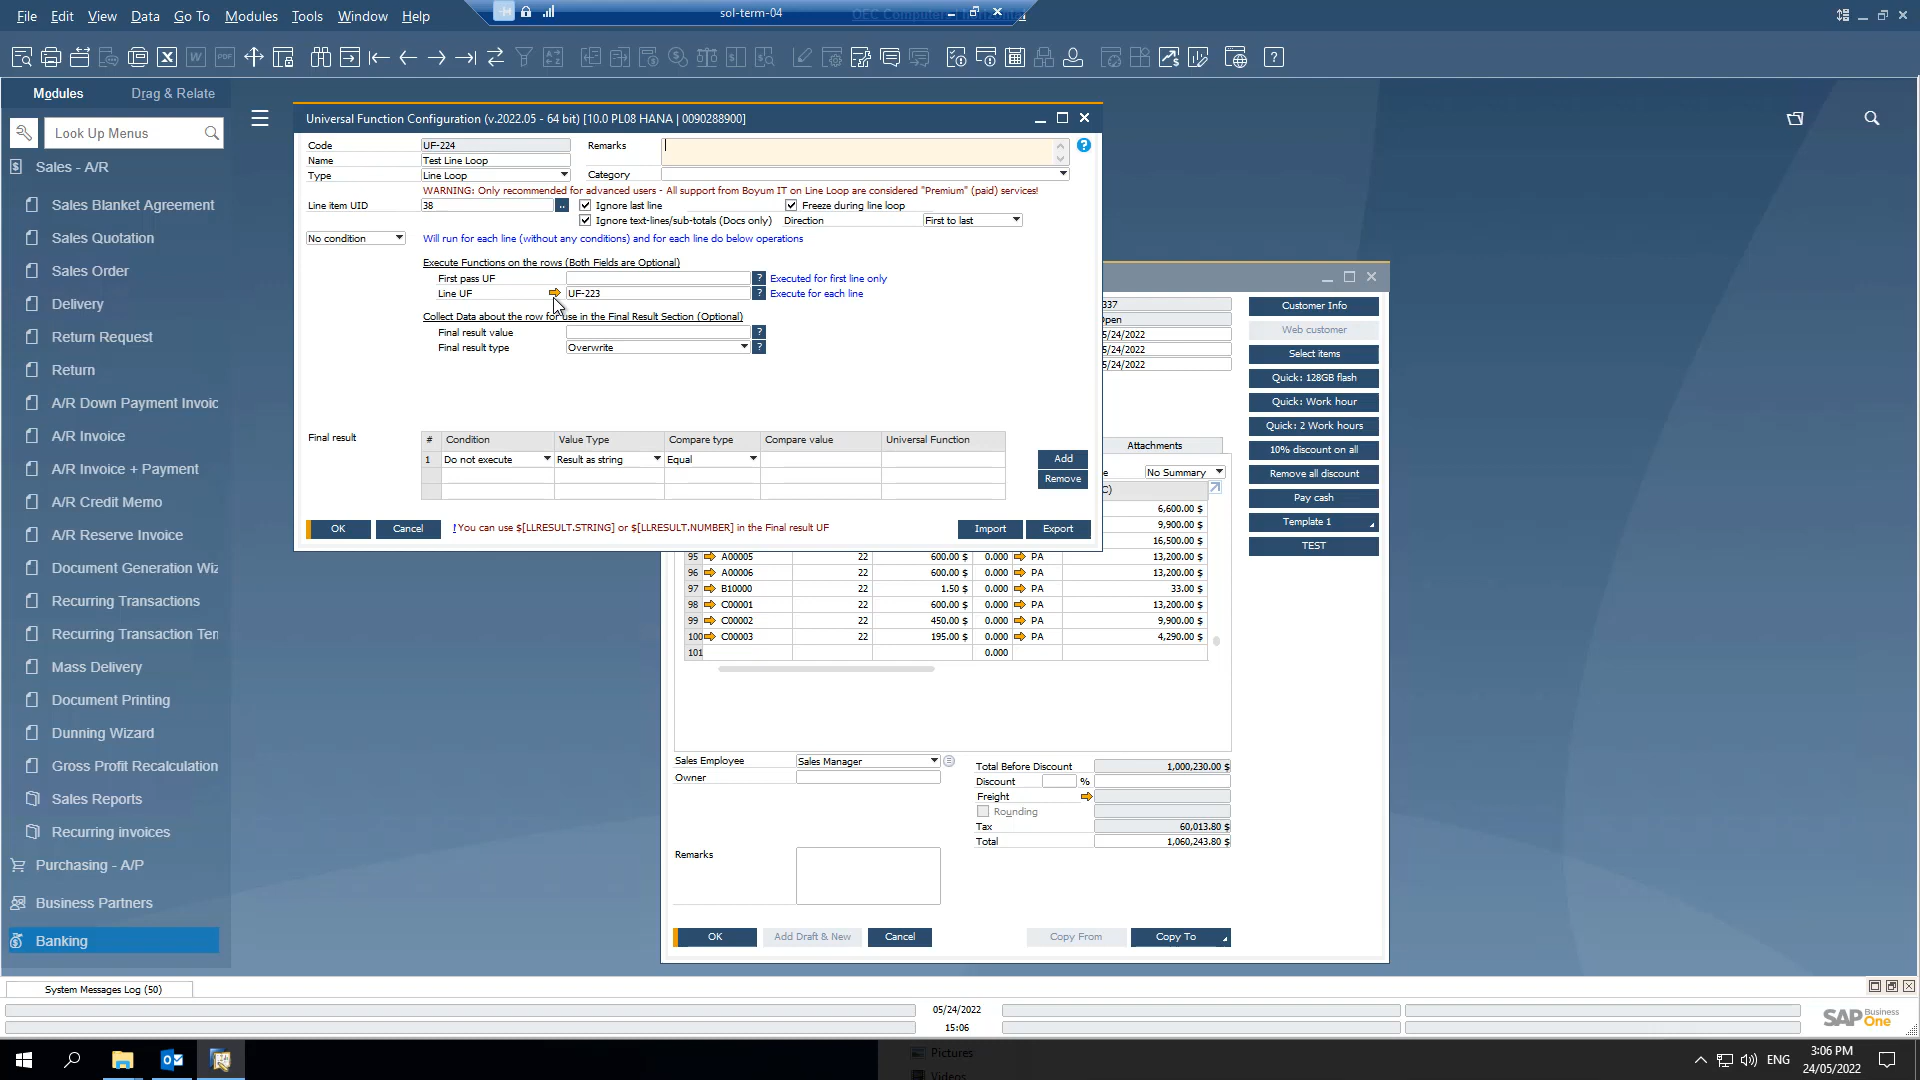 File Edit View Data Go To Modules Tools Window Help
sol-term-04
Modules
Drag & Relate
Look Up Menus
Sales - A/R
Sales Blanket Agreement
Sales Quotation
Sales Order
Delivery
Return Request
Return
A/R Down Payment Invoic
A/R Invoice
A/R Invoice + Payment
A/R Credit Memo
A/R Reserve Invoice
Document Generation Wiz
Recurring Transactions
Recurring Transaction Ten
Mass Delivery
Document Printing
Dunning Wizard
Gross Profit Recalculation
Sales Reports
Recurring invoices
Purchasing - A/P
Business Partners
Banking
Universal Function Configuration (v.2022.05 - 64 bit) [10.0 PL08 HANA | 0090288900]
Code UF-224 Remarks
Name Test Line Loop
Type Line Loop Category
WARNING: Only recommended for advanced users - All support from Boyum IT on Line Loop are considered "Premium" (paid) services!
Line item UID 38 .. Ignore last line Freeze during line loop
Ignore text-lines/sub-totals (Docs only) Direction First to last
No condition Will run for each line (without any conditions) and for each line do below operations
Execute Functions on the rows (Both Fields are Optional)
First pass UF ? Executed for first line only
Line UF UF-223 ? Execute for each line
Collect Data about the row for use in the Final Result Section (Optional)
Final result value ?
Final result type Overwrite ?
Final result
# Condition Value Type Compare type Compare value Universal Function
1 Do not execute Result as string Equal
Add
Remove
OK Cancel !You can use $[LLRESULT.STRING] or $[LLRESULT.NUMBER] in the Final result UF Import Export
337
Open
5/24/2022
5/24/2022
5/24/2022
Attachments
e No Summary
C)
6,600.00 $
9,900.00 $
16,500.00 $
95 A00005 22 600.00 $ 0.000 PA 13,200.00 $
96 A00006 22 600.00 $ 0.000 PA 13,200.00 $
97 B10000 22 1.50 $ 0.000 PA 33.00 $
98 C00001 22 600.00 $ 0.000 PA 13,200.00 $
99 C00002 22 450.00 $ 0.000 PA 9,900.00 $
100 C00003 22 195.00 $ 0.000 PA 4,290.00 $
101 0.000
Customer Info
Web customer
Select items
Quick: 128GB flash
Quick: Work hour
Quick: 2 Work hours
10% discount on all
Remove all discount
Pay cash
Template 1
TEST
Sales Employee Sales Manager
Owner
Remarks
Total Before Discount 1,000,230.00 $
Discount %
Freight
Rounding
Tax 60,013.80 $
Total 1,060,243.80 $
OK Add Draft & New Cancel Copy From Copy To
System Messages Log (50)
05/24/2022
15:06
SAP Business One
Pictures
Videos
ENG
3:06 PM
24/05/2022